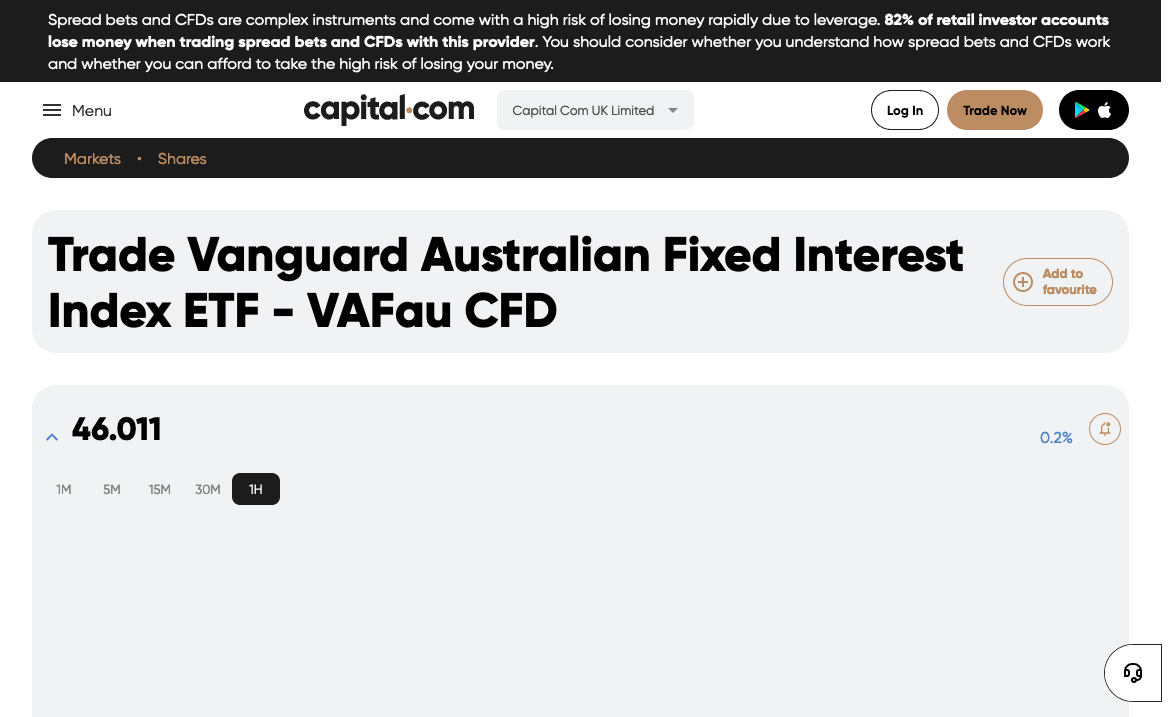 Spread bets and CFDs are complex instruments and come with a high risk of losing money rapidly due to leverage. 82% of retail investor accounts
lose money when trading spread bets and CFDs with this provider. You should consider whether you understand how spread bets and CFDs work
and whether you can afford to take the high risk of losing your money.
Menu
capital.com
Capital Com UK Limited
Log In
Trade Now
Markets
Shares
Trade Vanguard Australian Fixed Interest
Index ETF - VAFau CFD
Add to
favourite
46.011
0.2%
1M 5M 15M 30M 1H